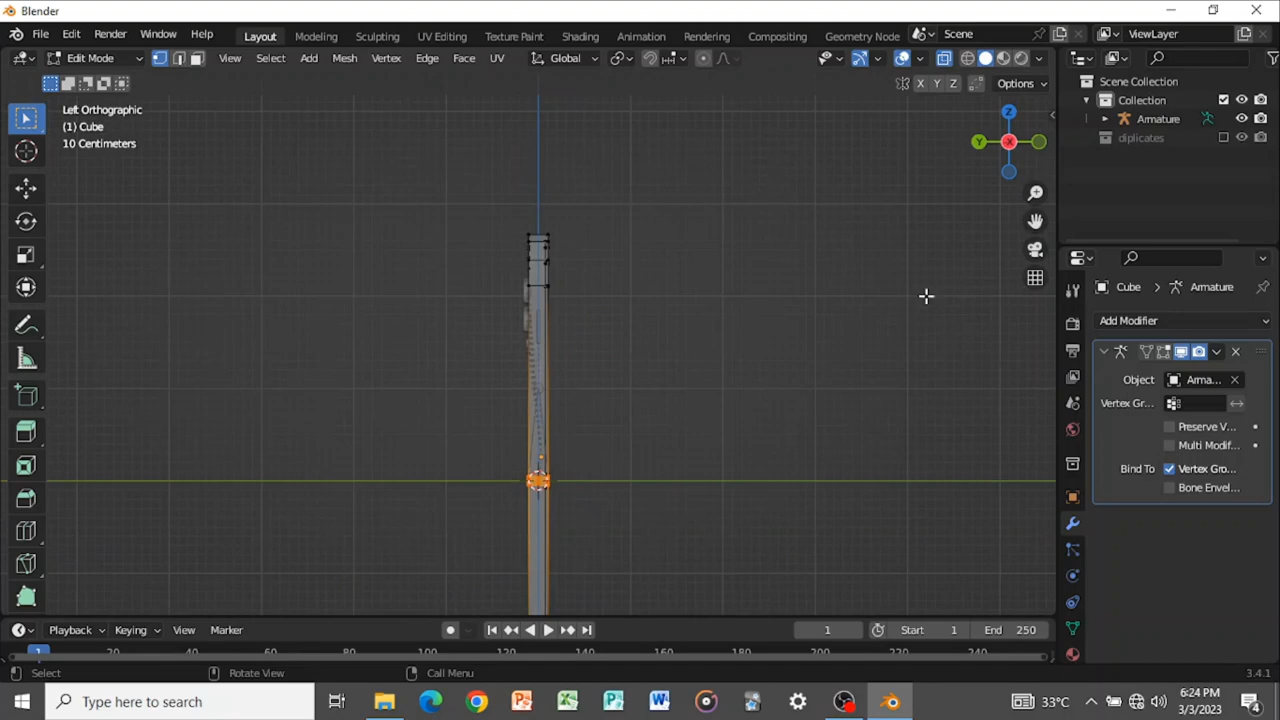 Blender
File Edit Render Window Help Layout Modeling Sculpting UV Editing Texture Paint Shading Animation Rendering Compositing Geometry Node Scene ViewLayer
Edit Mode View Select Add Mesh Vertex Edge Face UV Global
X Y Z Options
Left Orthographic
(1) Cube
10 Centimeters
Z
Y X
Scene Collection
Collection
Armature
diplicates
Cube > Armature
Add Modifier
Object Arma...
Vertex Gr...
Preserve V...
Multi Modif...
Bind To Vertex Gro...
Bone Envel...
Playback Keying View Marker 1 Start 1 End 250
1 20 40 60 80 100 120 140 160 180 200 220 240
Select Rotate View Call Menu 3.4.1
Type here to search 33°C 6:24 PM
3/3/2023 4